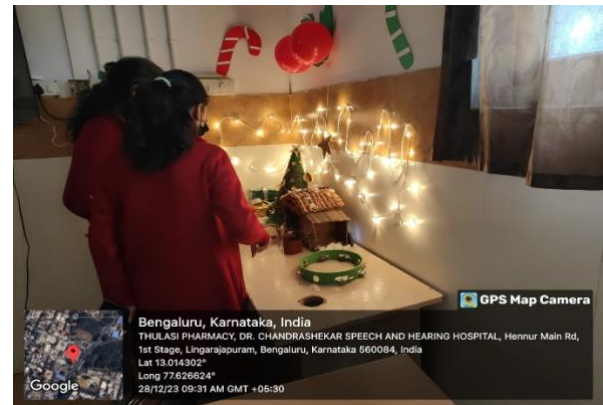 GPS Map Camera
Bengaluru, Karnataka, India
THULASI PHARMACY, DR. CHANDRASHEKAR SPEECH AND HEARING HOSPITAL, Hennur Main Rd,
1st Stage, Lingarajapuram, Bengaluru, Karnataka 560084, India
Lat 13.014302°
Long 77.626624°
28/12/23 09:31 AM GMT +05:30
Google